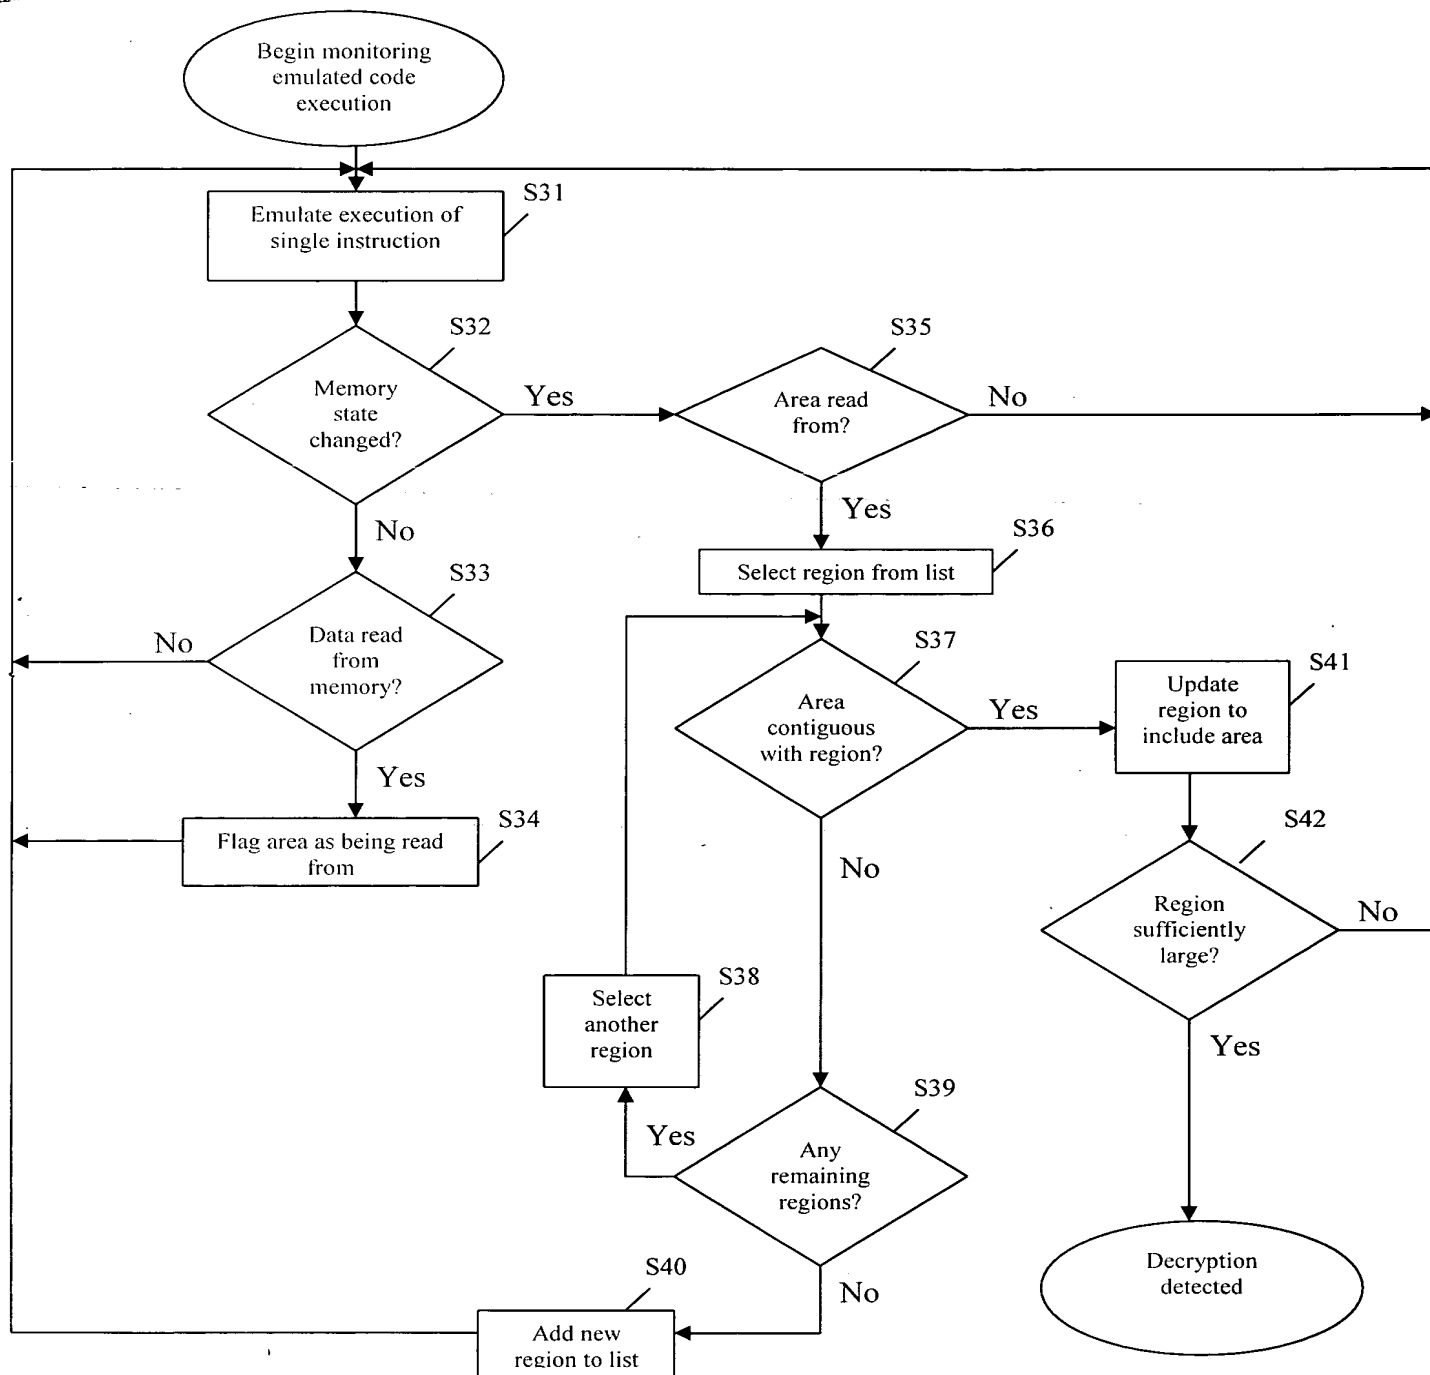 Begin monitoring
emulated code
execution
S31
Emulate execution of
single instruction
S32
Memory
state
changed?
Yes
S35
Area read
from?
No
No
Yes
S36
Select region from list
S33
Data read
from
memory?
No
Yes
S34
Flag area as being read
from
S37
Area
contiguous
with region?
Yes
S41
Update
region to
include area
No
S42
Region
sufficiently
large?
No
Yes
S38
Select
another
region
S39
Any
remaining
regions?
Yes
No
S40
Add new
region to list
Decryption
detected